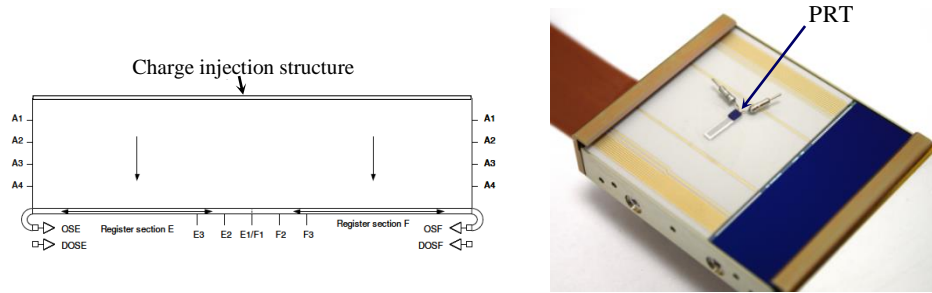 PRT
Charge injection structure
A1 A1
A2 A2
A3 A3
A4 A4
OSE Register section E E3 E2 E1/F1 F2 F3 Register section F OSF
DOSE DOSF